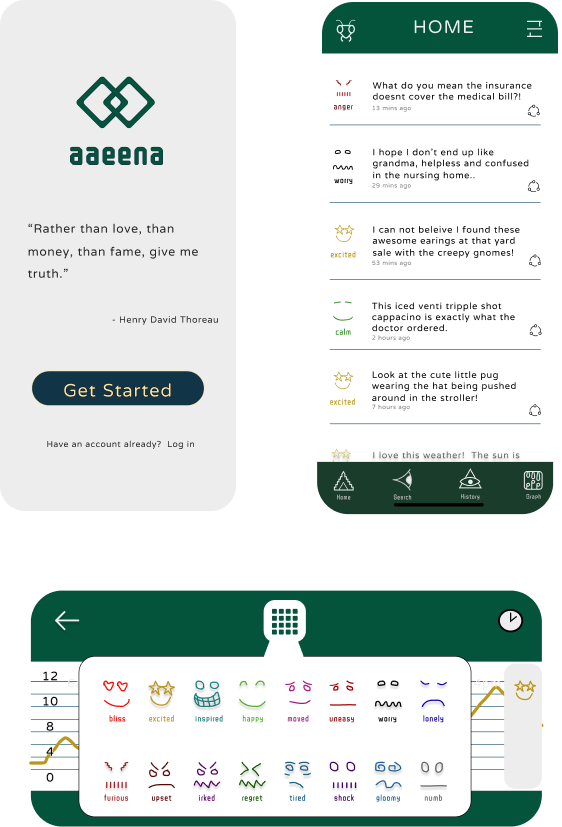 aaeena
“Rather than love, than
money, than fame, give me
truth.”
- Henry David Thoreau
Get Started
Have an account already?  Log in
HOME
anger
What do you mean the insurance
doesnt cover the medical bill?!
13 mins ago
worry
I hope I don't end up like
grandma, helpless and confused
in the nursing home..
29 mins ago
excited
I can not beleive I found these
awesome earings at that yard
sale with the creepy gnomes!
53 mins ago
calm
This iced venti tripple shot
cappacino is exactly what the
doctor ordered.
2 hours ago
excited
Look at the cute little pug
wearing the hat being pushed
around in the stroller!
7 hours ago
I love this weather!  The sun is
Home Search History Graph
12
10
8
4
0
bliss excited inspired happy moved uneasy worry lonely
furious upset irked regret tired shock gloomy numb